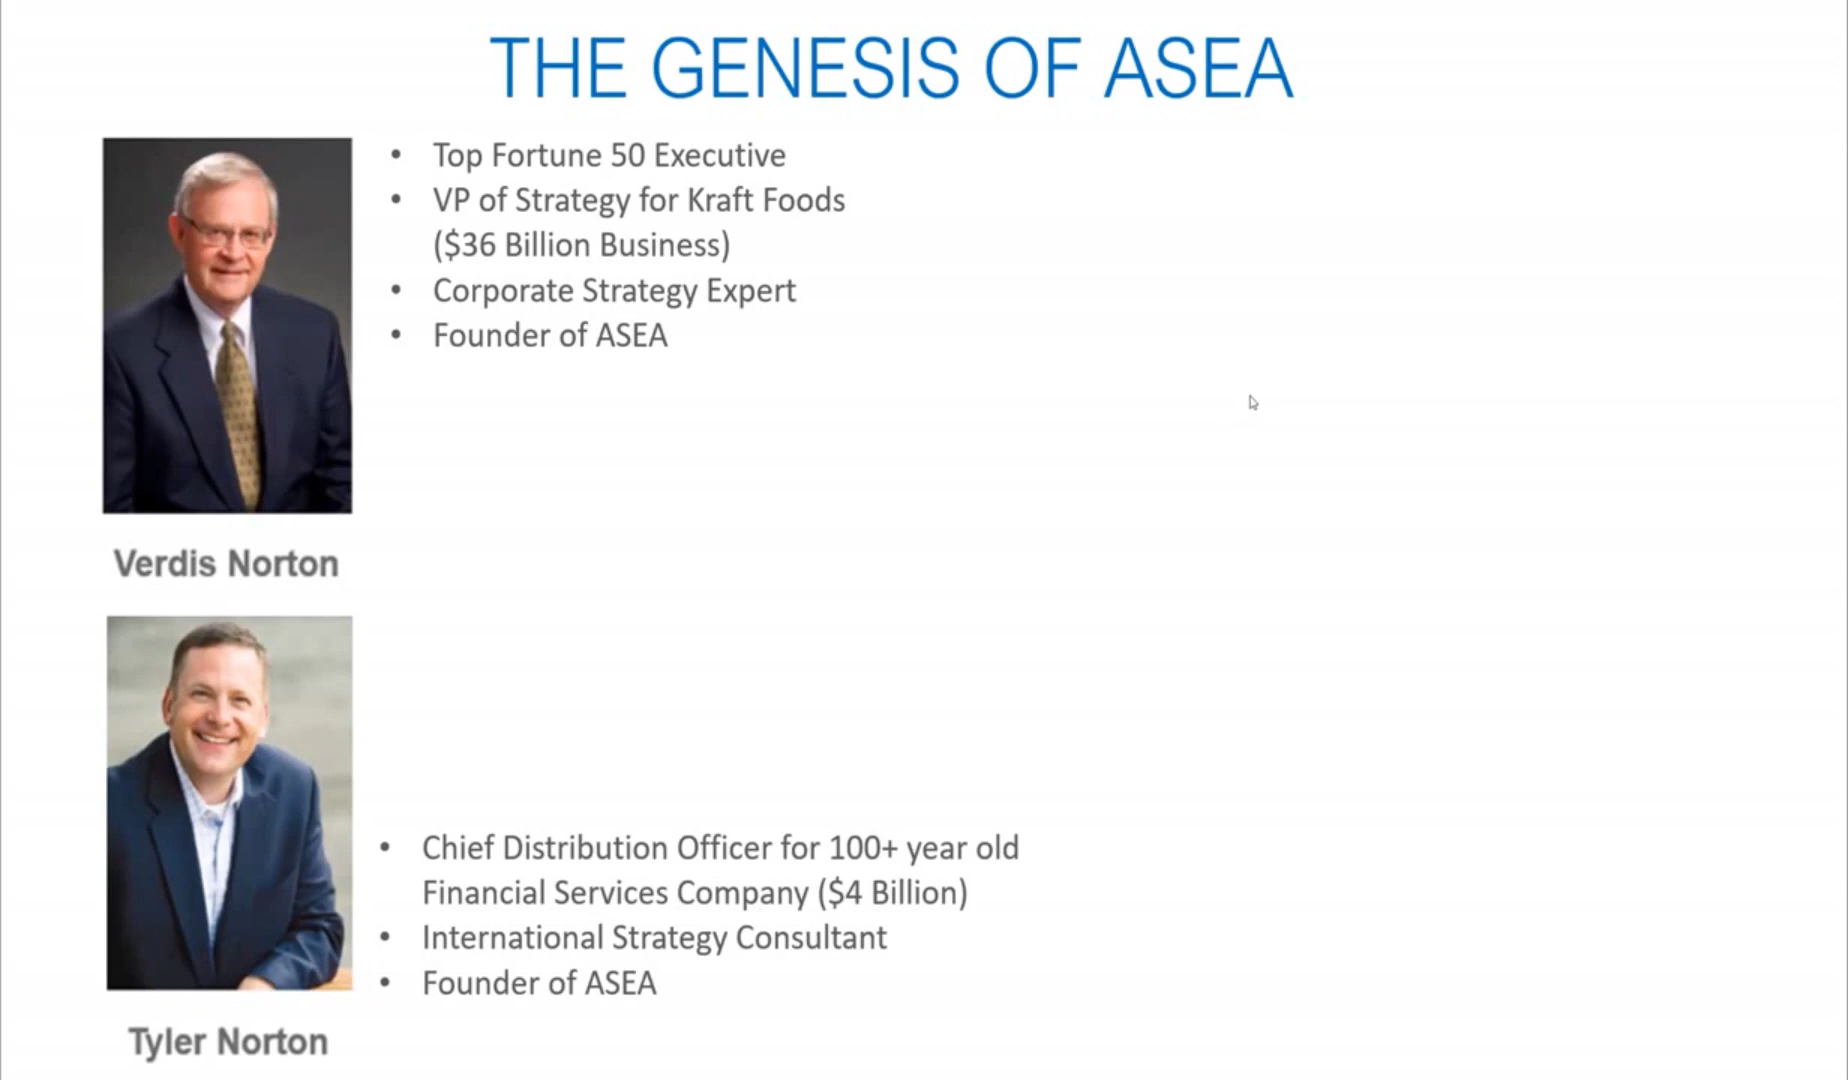 THE GENESIS OF ASEA
• Top Fortune 50 Executive
• VP of Strategy for Kraft Foods
($36 Billion Business)
• Corporate Strategy Expert
• Founder of ASEA
Verdis Norton
• Chief Distribution Officer for 100+ year old
Financial Services Company ($4 Billion)
• International Strategy Consultant
• Founder of ASEA
Tyler Norton